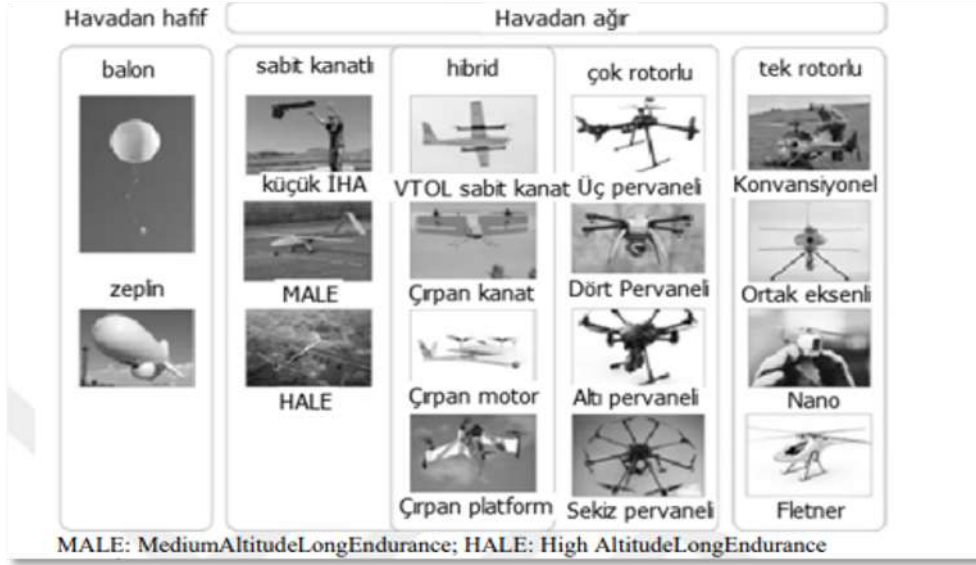 Havadan hafif
Havadan ağır
balon
zeplin
sabit kanatlı
küçük İHA
MALE
HALE
hibrid
VTOL sabit kanat
Çırpan kanat
Çırpan motor
Çırpan platform
çok rotorlu
Üç pervaneli
Dört Pervaneli
Altı pervaneli
Sekiz pervaneli
tek rotorlu
Konvansiyonel
Ortak eksenli
Nano
Fletner
MALE: MediumAltitudeLongEndurance; HALE: High AltitudeLongEndurance